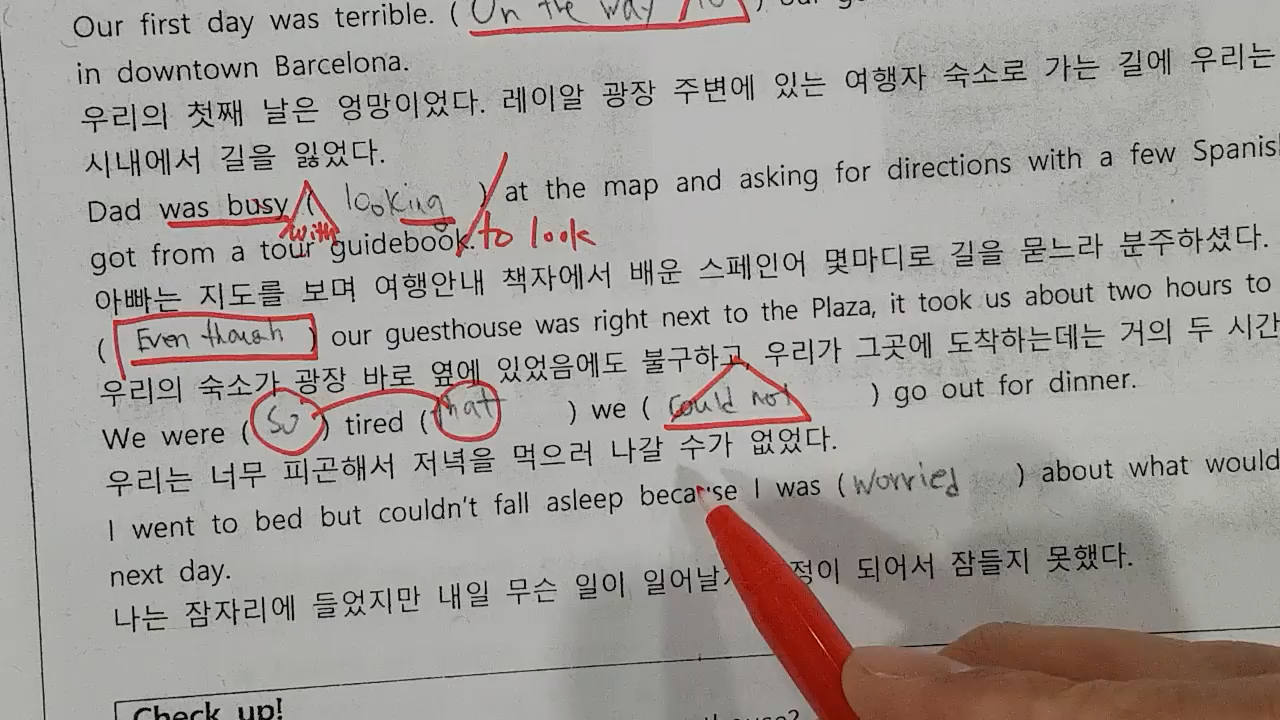 Our first day was terrible. ( On the way to ) our
in downtown Barcelona.
우리의 첫째 날은 엉망이었다. 레이알 광장 주변에 있는 여행자 숙소로 가는 길에 우리는
시내에서 길을 잃었다.
Dad was busy ( looking ) at the map and asking for directions with a few
with
got from a tour guidebook. to look
아빠는 지도를 보며 여행안내 책자에서 배운 스페인어 몇마디로 길을 묻느라 분주하셨다.
( Even though ) our guesthouse was right next to the Plaza, it took us about two hours to
우리의 숙소가 광장 바로 옆에 있었음에도 불구하고, 우리가 그곳에 도착하는데는 거의 두 시간
We were ( so ) tired ( that ) we ( could not ) go out for dinner.
우리는 너무 피곤해서 저녁을 먹으러 나갈 수가 없었다.
I went to bed but couldn't fall asleep because I was ( worried ) about what would
next day.
나는 잠자리에 들었지만 내일 무슨 일이 되어서 잠들지 못했다.
Check up!